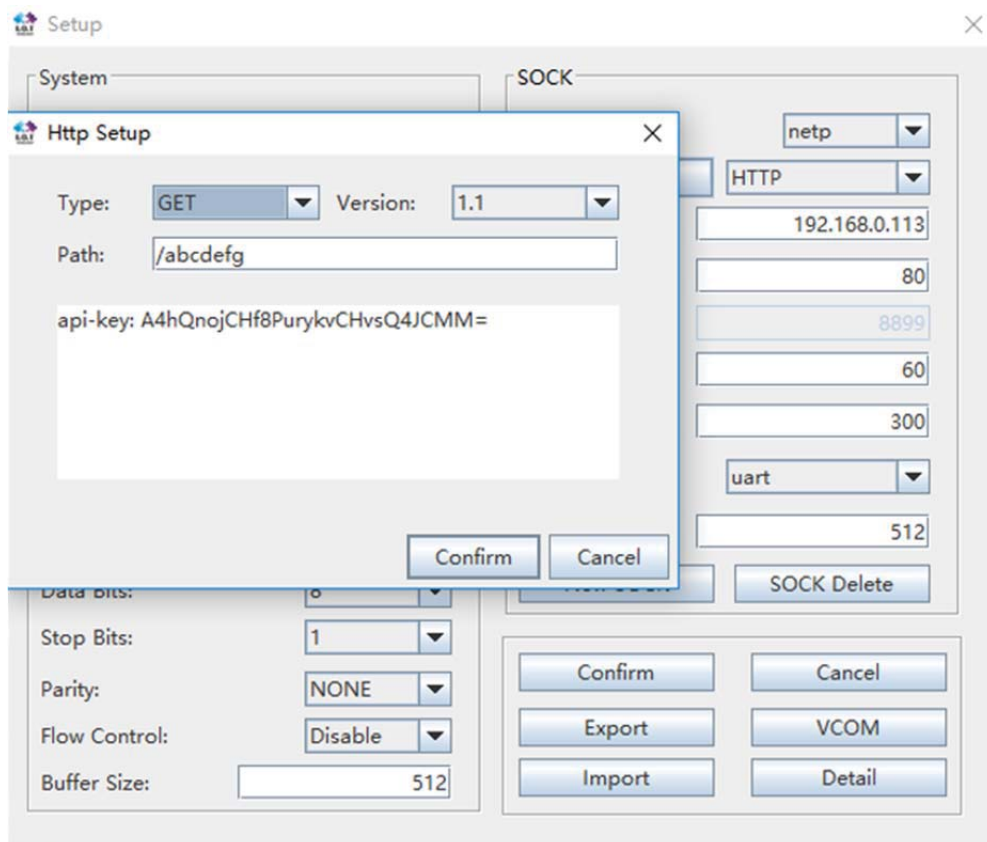 Setup
System
SOCK
Http Setup
netp
HTTP
Type: GET Version: 1.1
192.168.0.113
Path: /abcdefg
80
api-key: A4hQnojCHf8PurykvCHvsQ4JCMM=
8899
60
300
uart
512
Confirm Cancel
SOCK Delete
Data Bits: 8
Stop Bits: 1
Confirm Cancel
Parity: NONE
Export VCOM
Flow Control: Disable
Import Detail
Buffer Size: 512